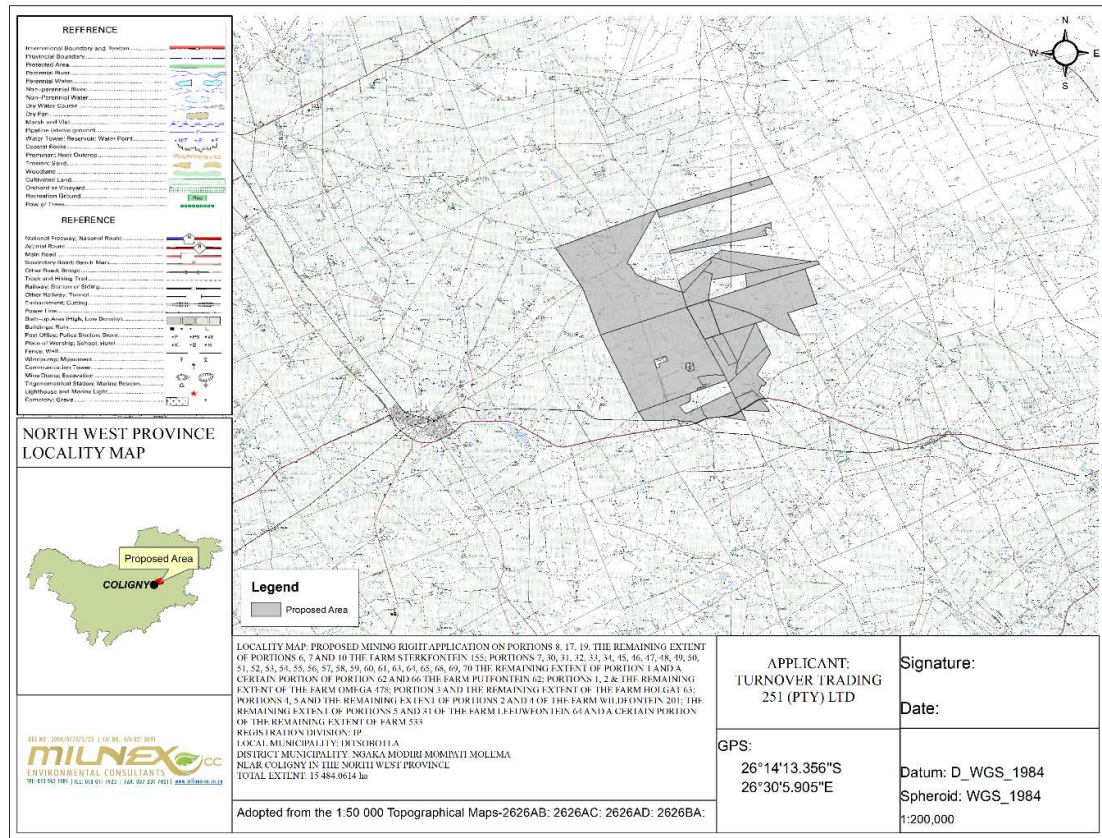 REFERENCE
International Boundary and Beacon
Provincial Boundary
Protected Area
Perennial River
Perennial Water
Non-perennial River
Non-Perennial Water
Dry Water Course
Dry Pan
Marsh and Vlei
Pipeline (above ground)
Water Tower; Reservoir; Water Point
Coastal Rocks
Prominent Rock Outcrop
Erosion; Sand
Woodland
Cultivated Land
Orchard or Vineyard
Recreation Ground
Row of Trees
REFERENCE
National Freeway; National Route
Arterial Route
Main Road
Secondary Road; Bench Mark
Other Road; Bridge
Track and Hiking Trail
Railway; Station or Siding
Other Railway; Tunnel
Embankment; Cutting
Power Line
Built-up Area (High, Low Density)
Buildings; Ruin
Post Office; Police Station; Store
Place of Worship; School; Hotel
Fence; Wall
Windpump; Monument
Communication Tower
Mine Dump; Excavation
Trigonometrical Station; Marine Beacon
Lighthouse and Marine Light
Cemetery; Grave
N
W E
S
NORTH WEST PROVINCE
LOCALITY MAP
Proposed Area
COLIGNY
Legend
Proposed Area
MILNEX CC
ENVIRONMENTAL CONSULTANTS
LOCALITY MAP: PROPOSED MINING RIGHT APPLICATION ON PORTIONS 8, 17, 19, THE REMAINING EXTENT
OF PORTIONS 6, 7 AND 10 THE FARM STERKFONTEIN 155; PORTIONS 7, 30, 31, 32, 33, 34, 45, 46, 47, 48, 49, 50,
51, 52, 53, 54, 55, 56, 57, 58, 59, 60, 61, 63, 64, 65, 68, 69, 70 THE REMAINING EXTENT OF PORTION 1 AND A
CERTAIN PORTION OF PORTION 62 AND 66 THE FARM PUTFONTEIN 62; PORTIONS 1, 2 & THE REMAINING
EXTENT OF THE FARM OMEGA 478; PORTION 3 AND THE REMAINING EXTENT OF THE FARM HOLGAT 63;
PORTIONS 4, 5 AND THE REMAINING EXTENT OF PORTIONS 2 AND 4 OF THE FARM WILDFONTEIN 201; THE
REMAINING EXTENT OF PORTIONS 5 AND 31 OF THE FARM LEEUWFONTEIN 64 AND A CERTAIN PORTION
OF THE REMAINING EXTENT OF FARM 533
REGISTRATION DIVISION: IP
LOCAL MUNICIPALITY: DITSOBOTLA
DISTRICT MUNICIPALITY: NGAKA MODIRI MOMPATI MOLEMA
NEAR COLIGNY IN THE NORTH WEST PROVINCE
TOTAL EXTENT: 15 484.0614 ha
Adopted from the 1:50 000 Topographical Maps-2626AB: 2626AC: 2626AD: 2626BA:
APPLICANT:
TURNOVER TRADING
251 (PTY) LTD
GPS:
26°14'13.356"S
26°30'5.905"E
Signature:
Date:
Datum: D_WGS_1984
Spheroid: WGS_1984
1:200,000